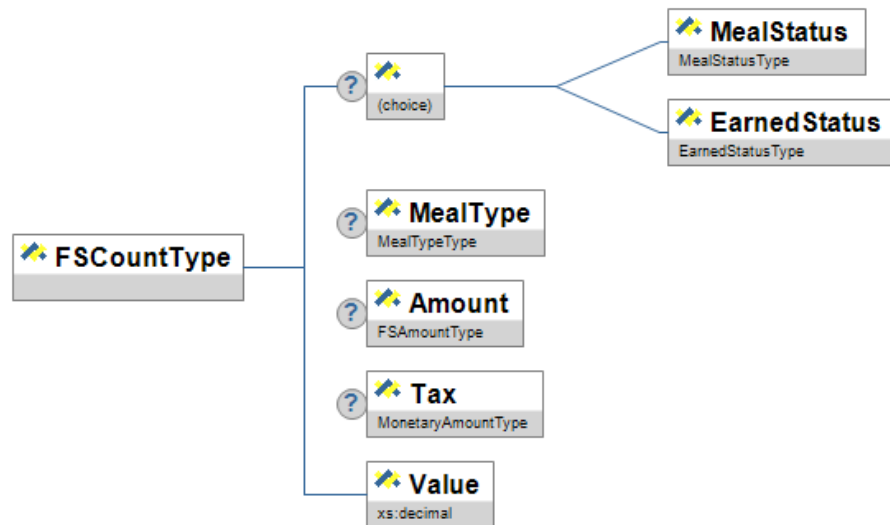 MealStatus
MealStatusType
?
(choice)
EarnedStatus
EarnedStatusType
? MealType
MealTypeType
FSCountType
? Amount
FSAmountType
? Tax
MonetaryAmountType
Value
xs:decimal